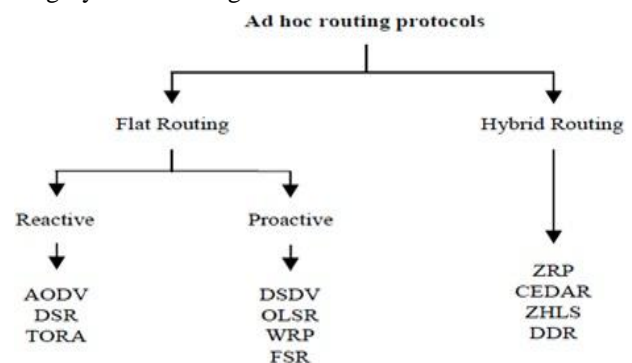 Ad hoc routing protocols
Flat Routing
Hybrid Routing
Reactive
Proactive
AODV
DSR
TORA
DSDV
OLSR
WRP
FSR
ZRP
CEDAR
ZHLS
DDR